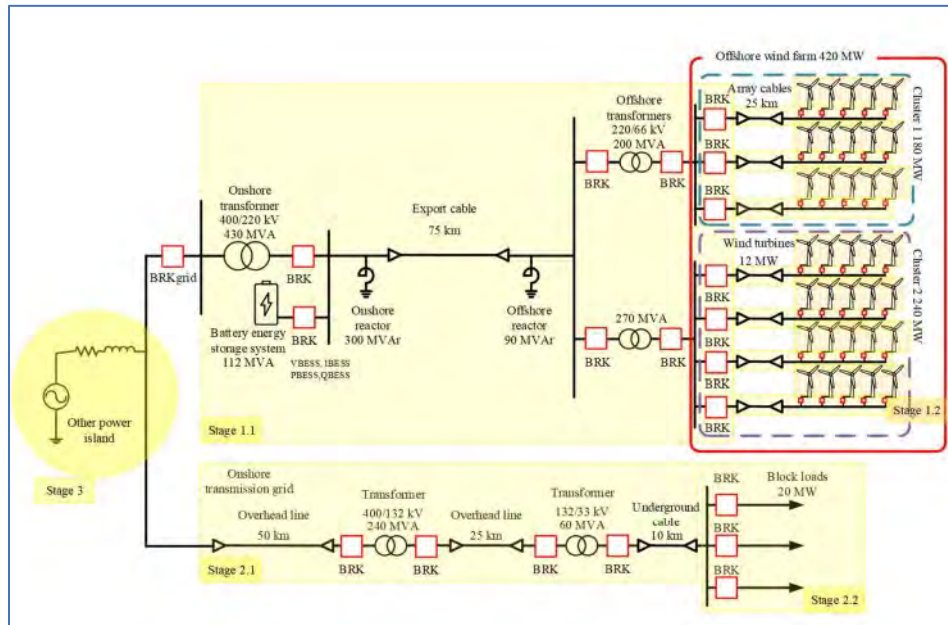 Offshore wind farm 420 MW
BRK
Array cables
25 km
Cluster 1 180 MW
Offshore
transformers
220/66 kV
200 MVA
BRK
BRK
BRK
BRK
Onshore
transformer
400/220 kV
430 MVA
Export cable
75 km
BRKgrid
BRK
Wind turbines
12 MW
Cluster 2 240 MW
BRK
BRK
BRK
BRK
Battery energy
storage system
112 MVA
BRK
VBESS, IBESS
PBESS,QBESS
Onshore
reactor
300 MVAr
Offshore
reactor
90 MVAr
270 MVA
BRK
BRK
Stage 1.2
Other power
island
Stage 3
Stage 1.1
Onshore
transmission grid
Overhead line
50 km
Transformer
400/132 kV
240 MVA
BRK
BRK
Overhead line
25 km
Transformer
132/33 kV
60 MVA
BRK
BRK
Underground
cable
10 km
BRK
BRK
BRK
Block loads
20 MW
Stage 2.1
Stage 2.2